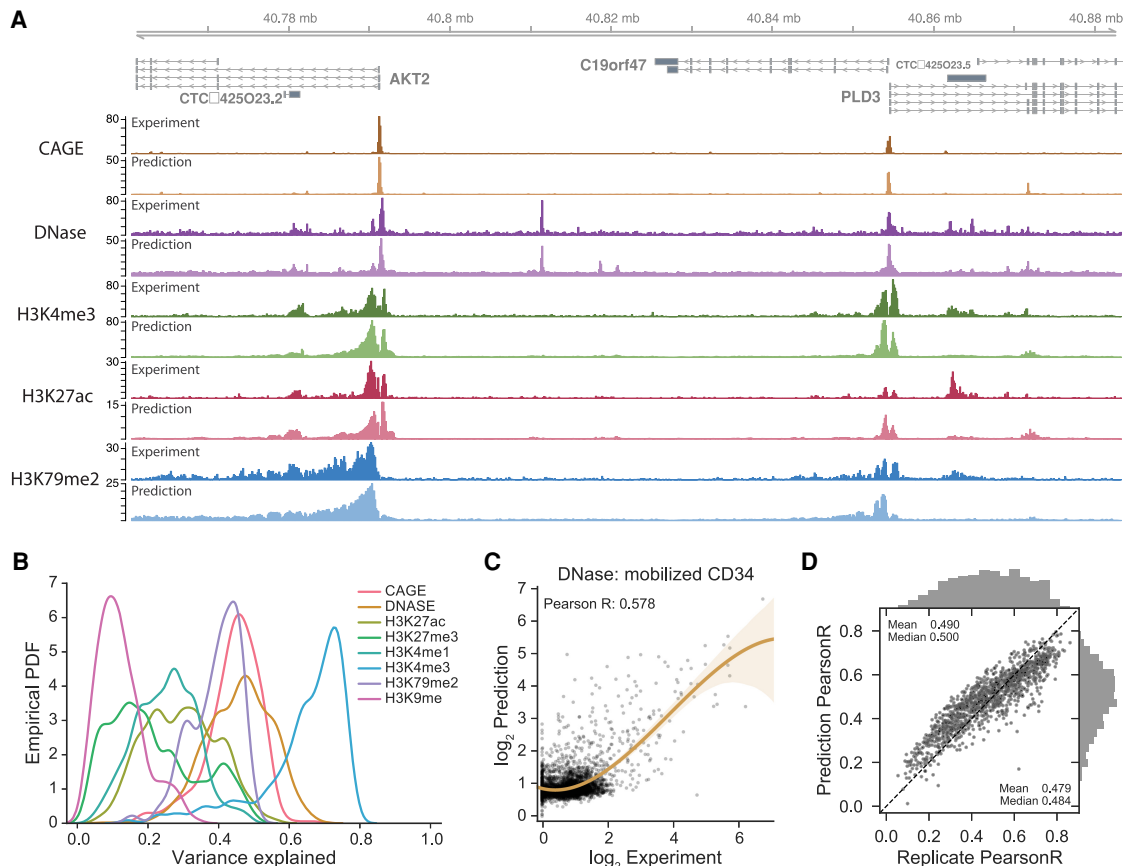 A
40.78 mb 40.8 mb 40.82 mb 40.84 mb 40.86 mb 40.88 mb
C19orf47 CTC□425O23.5
AKT2
CTC□425O23.2 PLD3
80 Experiment
CAGE
50 Prediction
80 Experiment
DNase
50 Prediction
80 Experiment
H3K4me3
80 Prediction
30 Experiment
H3K27ac
15 Prediction
30 Experiment
H3K79me2
25 Prediction
0
B
7
6
5
4
3
2
1
0
Empirical PDF
0.0 0.2 0.4 0.6 0.8 1.0
Variance explained
CAGE
DNASE
H3K27ac
H3K27me3
H3K4me1
H3K4me3
H3K79me2
H3K9me
C
DNase: mobilized CD34
Pearson R: 0.578
7
6
5
4
3
2
1
0
log2 Prediction
0 2 4 6
log2 Experiment
D
Mean 0.490
Median 0.500
0.8
0.6
0.4
0.2
0.0
Prediction PearsonR
Mean 0.479
Median 0.484
0.0 0.2 0.4 0.6 0.8
Replicate PearsonR